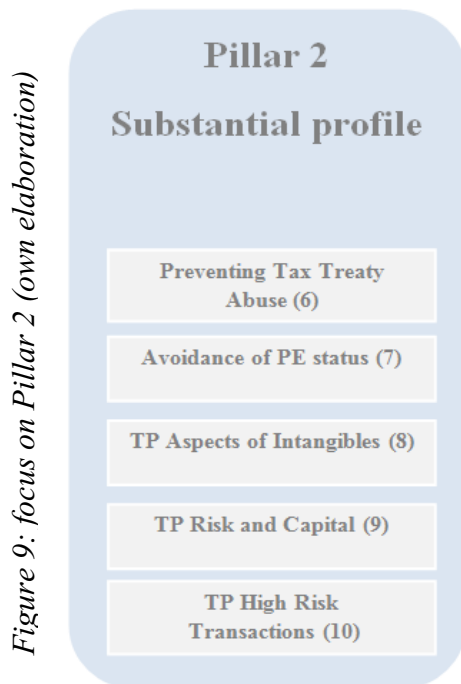 Figure 9: focus on Pillar 2 (own elaboration)
Pillar 2
Substantial profile
Preventing Tax Treaty
Abuse (6)
Avoidance of PE status (7)
TP Aspects of Intangibles (8)
TP Risk and Capital (9)
TP High Risk
Transactions (10)